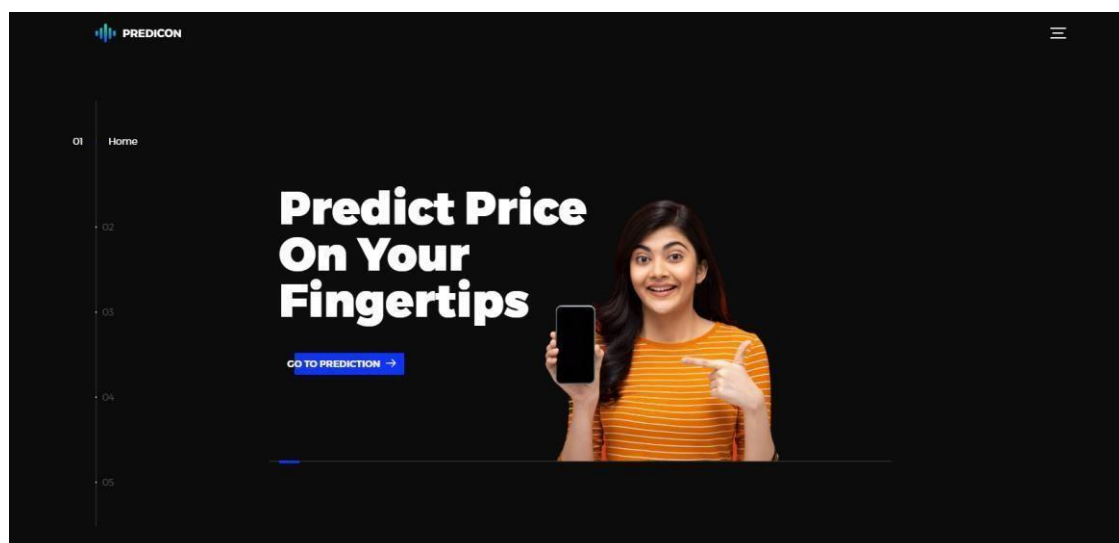 PREDICON
01 Home
02
03
04
05
Predict Price
On Your
Fingertips
GO TO PREDICTION →